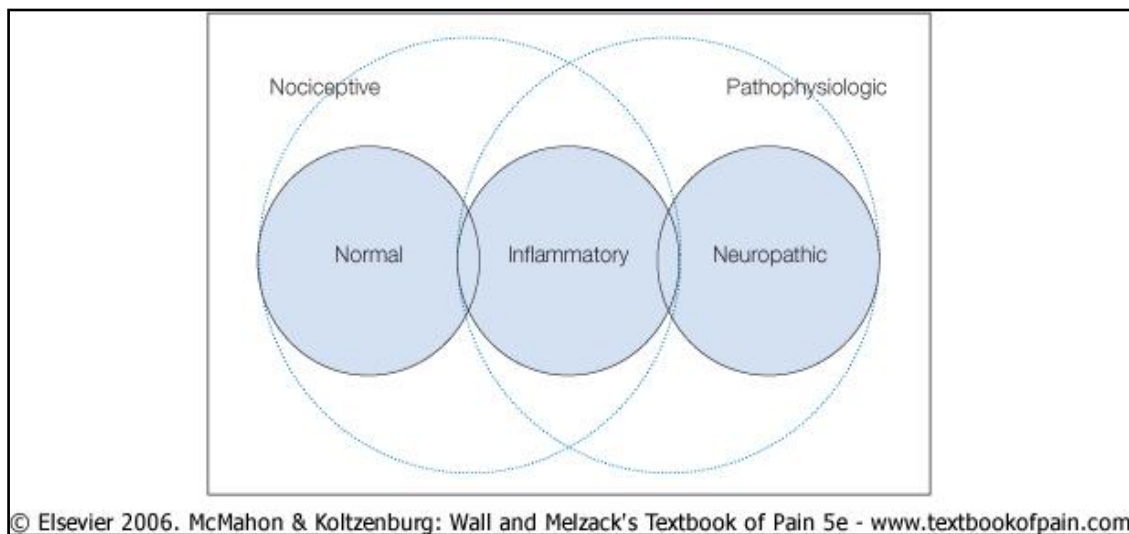 Nociceptive Pathophysiologic
Normal Inflammatory Neuropathic
© Elsevier 2006. McMahon & Koltzenburg: Wall and Melzack's Textbook of Pain 5e - www.textbookofpain.com